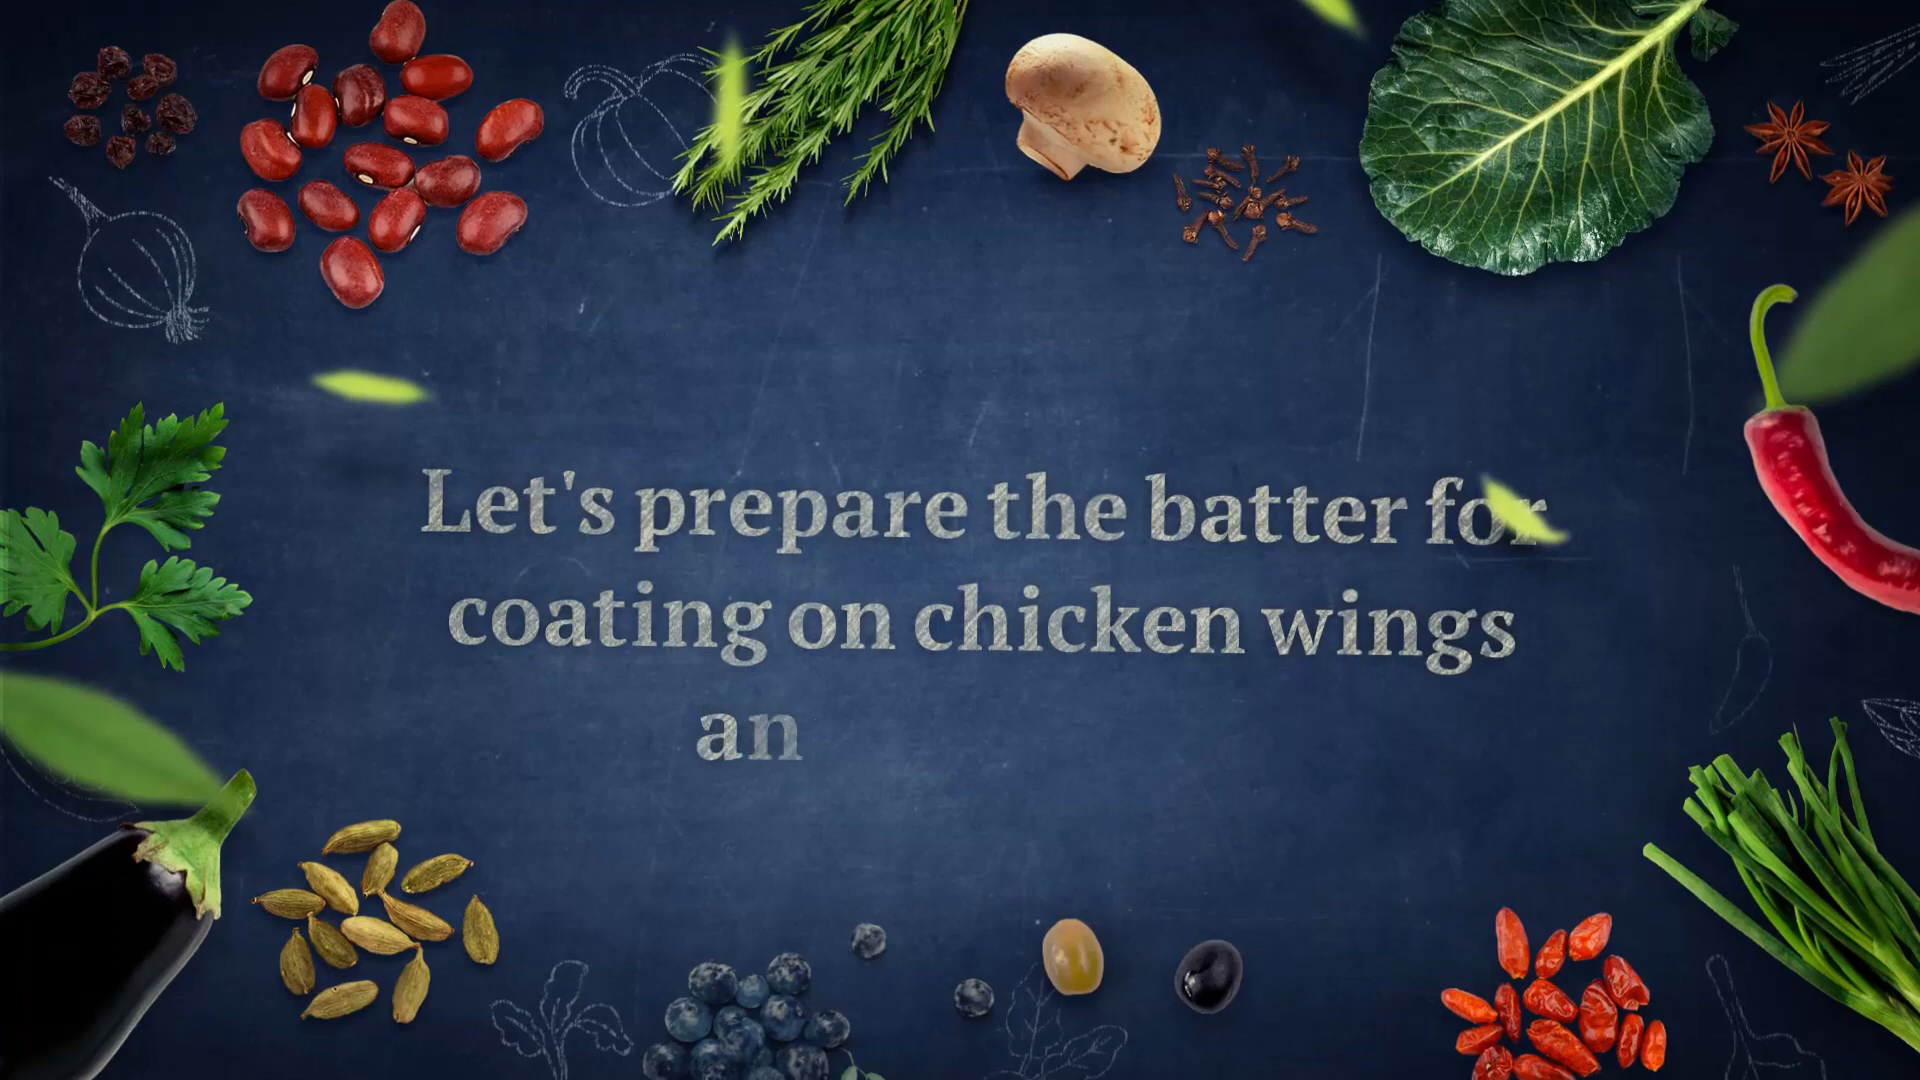 Let's prepare the batter for
coating on chicken wings
an